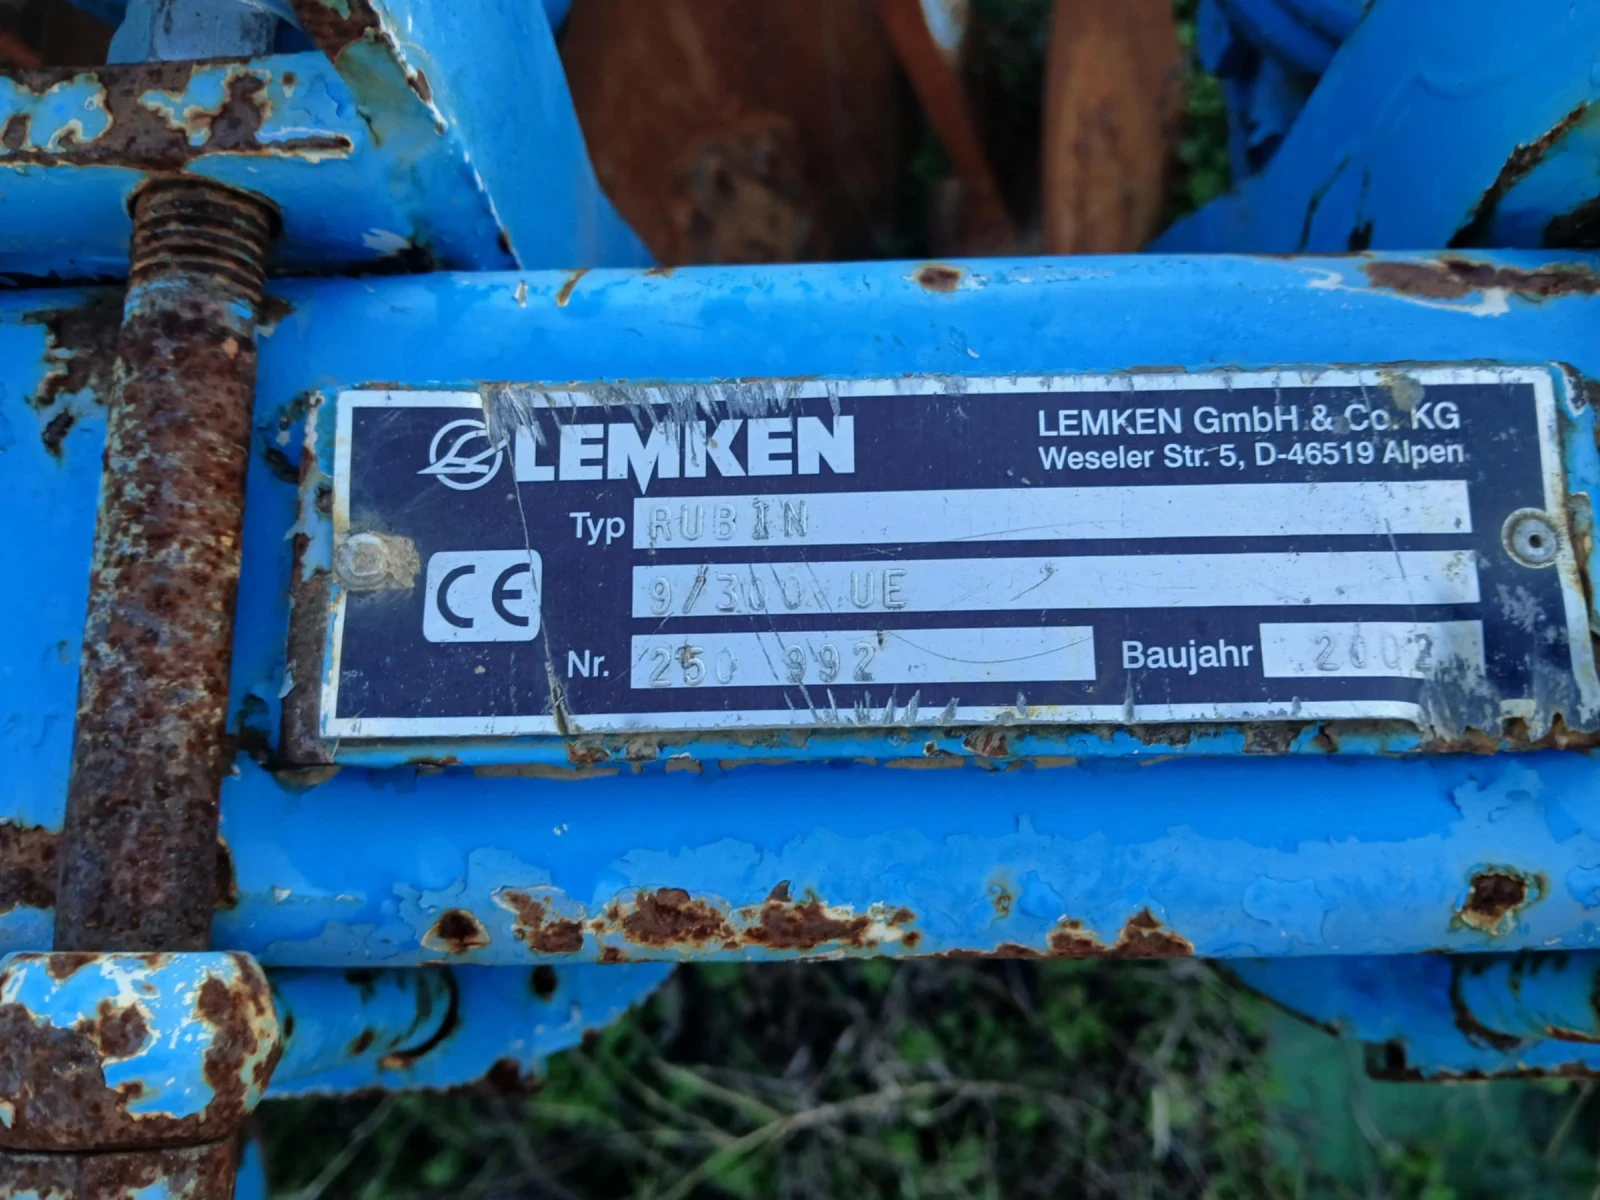 LEMKEN
LEMKEN GmbH & Co. KG
Weseler Str. 5, D-46519 Alpen
Typ RUBIN
9/300 UE
CE
Nr. 250 992
Baujahr 2002